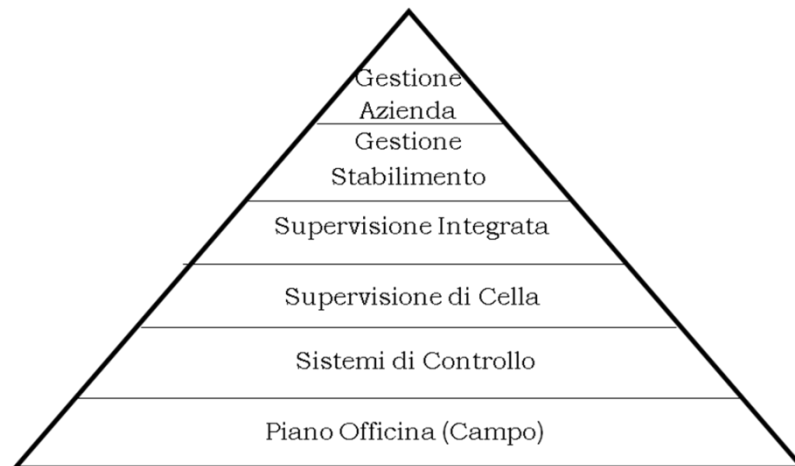 Gestione
Azienda
Gestione
Stabilimento
Supervisione Integrata
Supervisione di Cella
Sistemi di Controllo
Piano Officina (Campo)